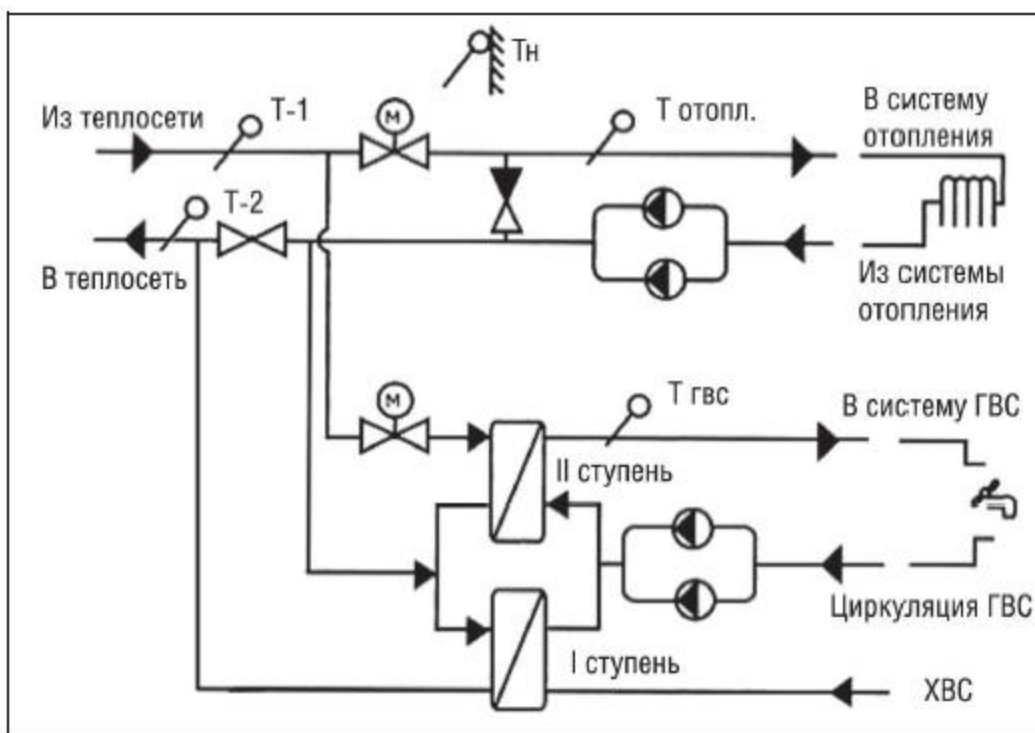 Тн
Из теплосети
Т-1
М
Т отопл.
В систему
отопления
Т-2
В теплосеть
Из системы
отопления
М
Т гвс
В систему ГВС
II ступень
Циркуляция ГВС
I ступень
ХВС